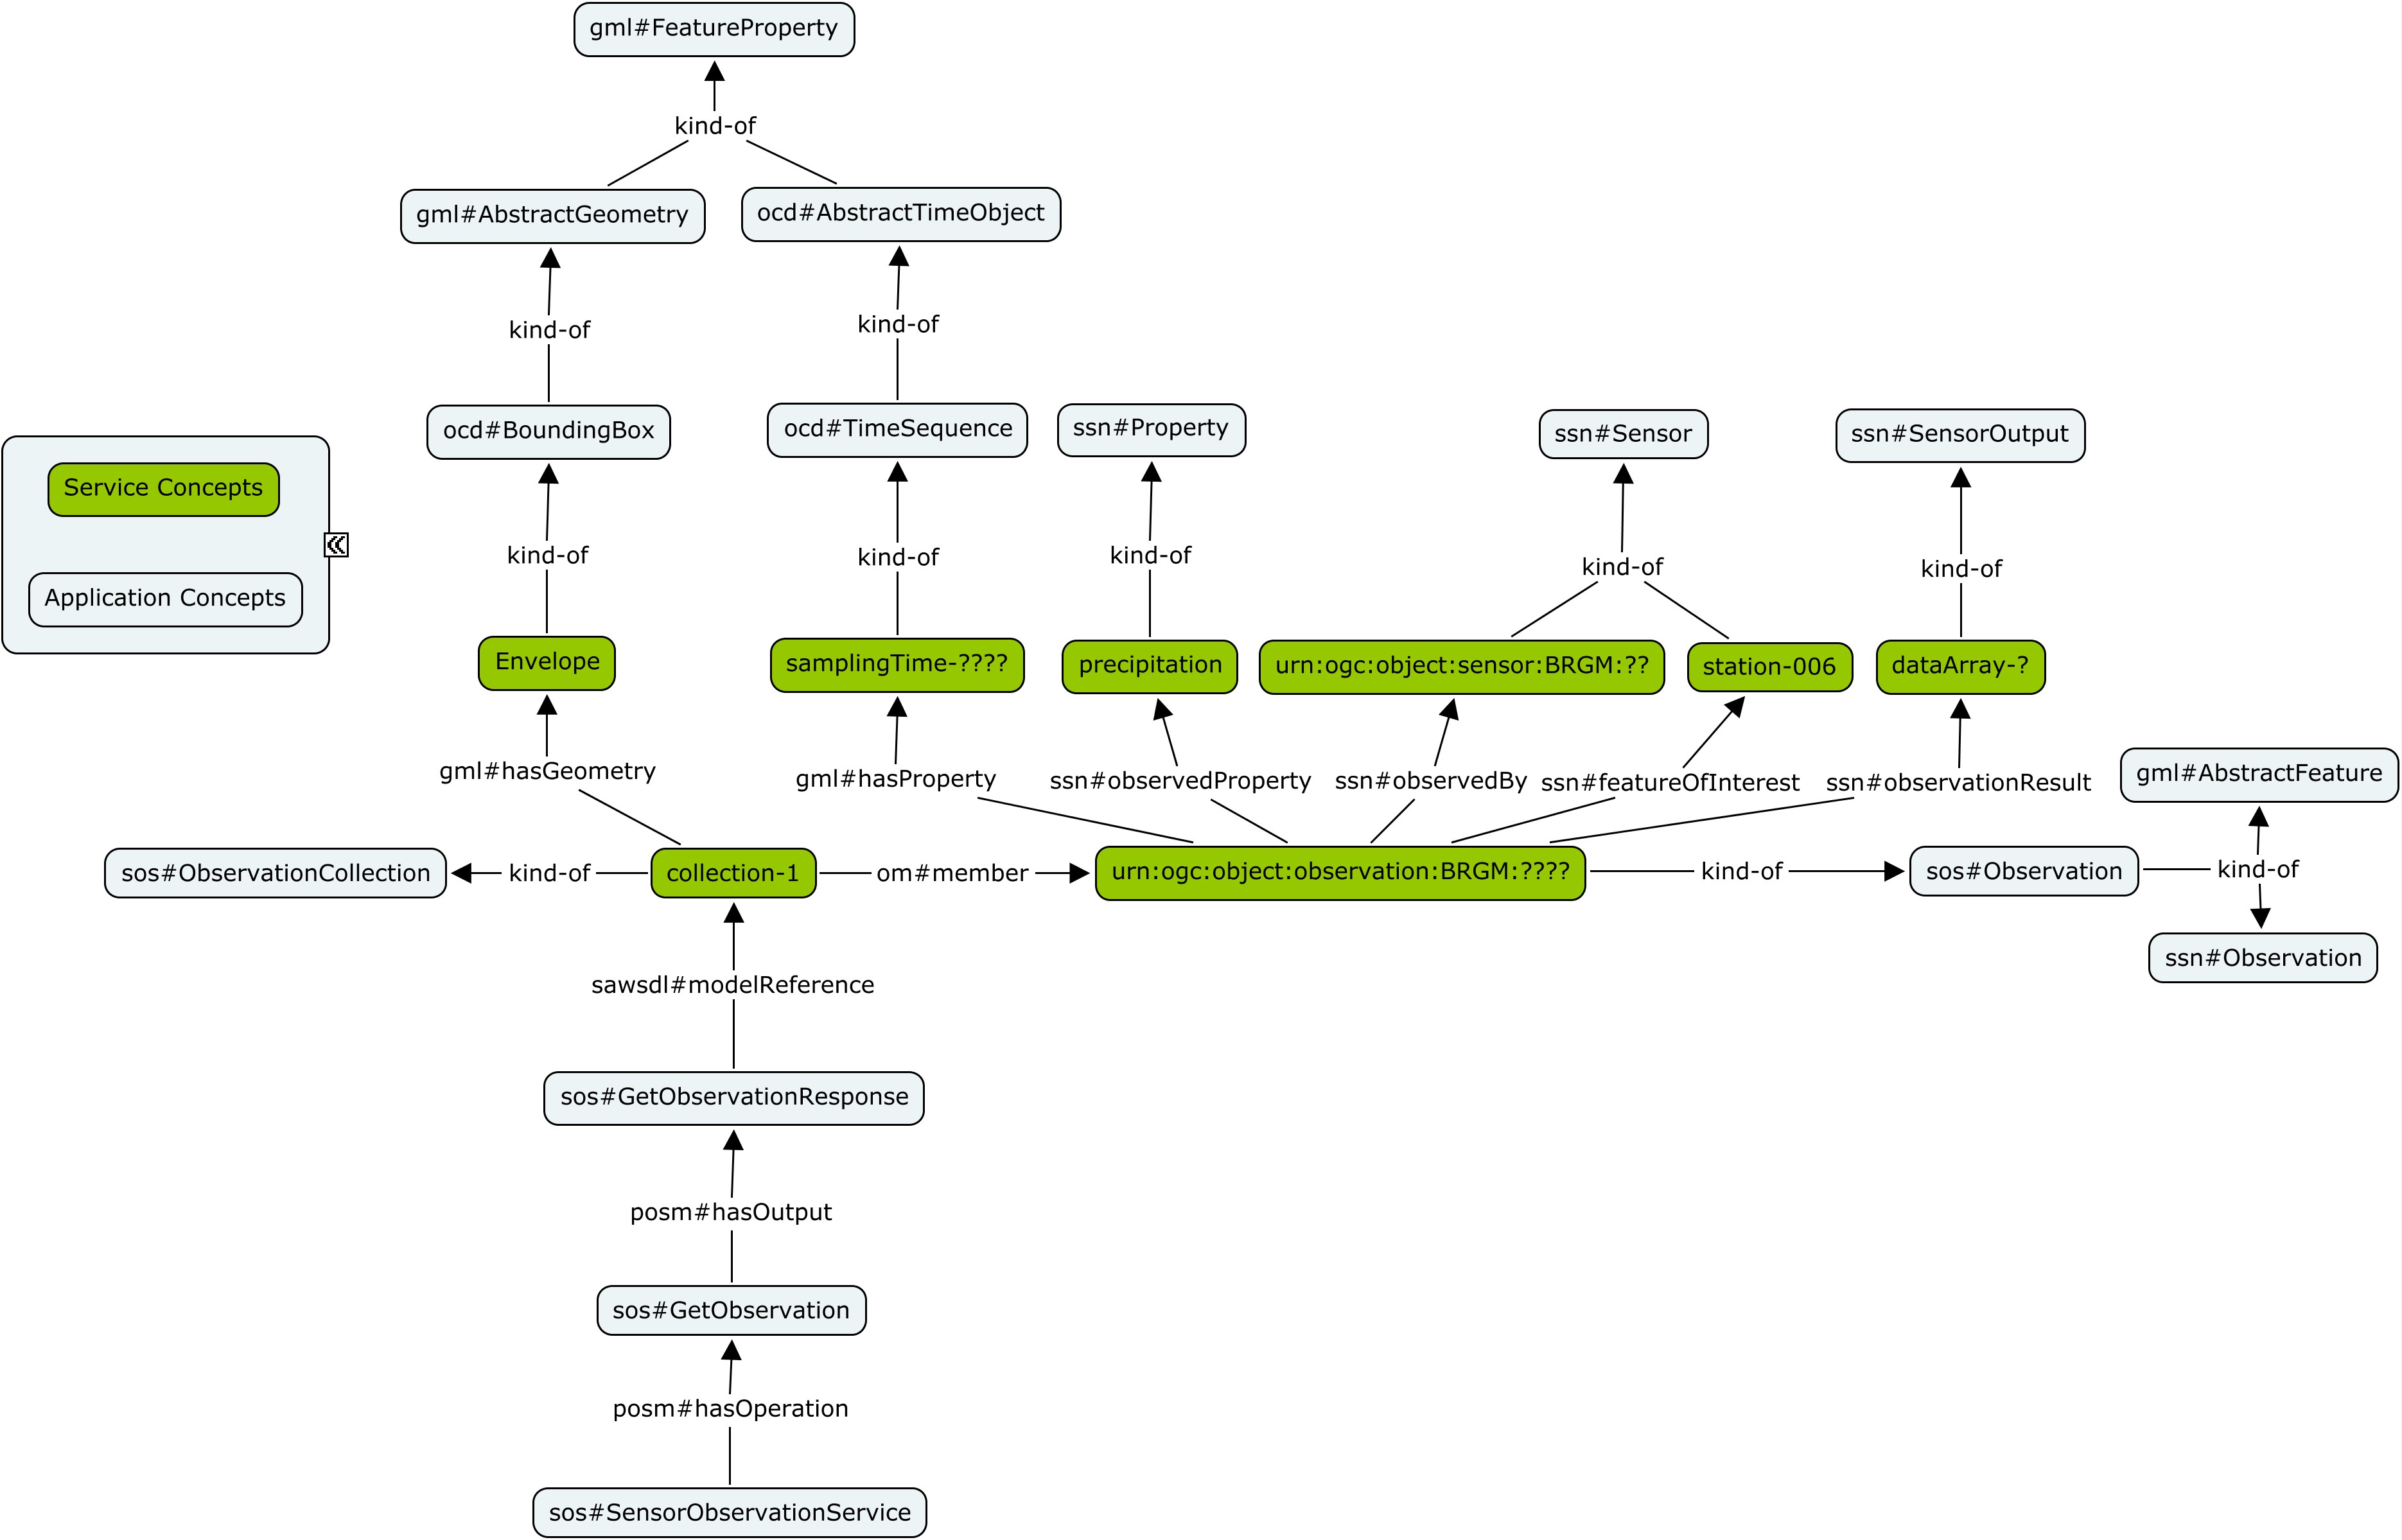 gml#FeatureProperty
kind-of
gml#AbstractGeometry
ocd#AbstractTimeObject
kind-of
kind-of
ocd#BoundingBox
ocd#TimeSequence
ssn#Property
ssn#Sensor
ssn#SensorOutput
Service Concepts
Application Concepts
kind-of
kind-of
kind-of
kind-of
kind-of
Envelope
samplingTime-????
precipitation
urn:ogc:object:sensor:BRGM:??
station-006
dataArray-?
gml#hasGeometry
gml#hasProperty
ssn#observedProperty
ssn#observedBy
ssn#featureOfInterest
ssn#observationResult
gml#AbstractFeature
sos#ObservationCollection
kind-of
collection-1
om#member
urn:ogc:object:observation:BRGM:????
kind-of
sos#Observation
kind-of
ssn#Observation
sawsdl#modelReference
sos#GetObservationResponse
posm#hasOutput
sos#GetObservation
posm#hasOperation
sos#SensorObservationService